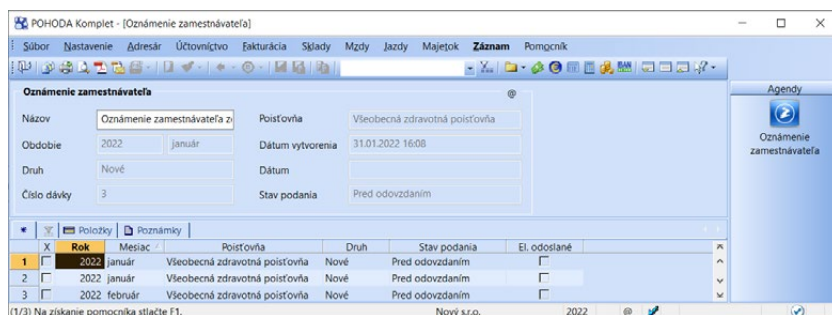 POHODA Komplet - [Oznámenie zamestnávateľa]
Súbor Nastavenie Adresár Účtovníctvo Fakturácia Sklady Mzdy Jazdy Majetok Záznam Pomocník
Oznámenie zamestnávateľa @
Agendy
Názov Oznámenie zamestnávateľa z Poisťovňa Všeobecná zdravotná poisťovňa
Oznámenie
zamestnávateľa
Obdobie 2022 január Dátum vytvorenia 31.01.2022 16:08
Druh Nové Dátum
Číslo dávky 3 Stav podania Pred odovzdaním
Položky Poznámky
X Rok Mesiac Poisťovňa Druh Stav podania El. odoslané
1 2022 január Všeobecná zdravotná poisťovňa Nové Pred odovzdaním
2 2022 január Všeobecná zdravotná poisťovňa Nové Pred odovzdaním
3 2022 február Všeobecná zdravotná poisťovňa Nové Pred odovzdaním
(1/3) Na získanie pomocníka stlačte F1. Nový s.r.o. 2022 @